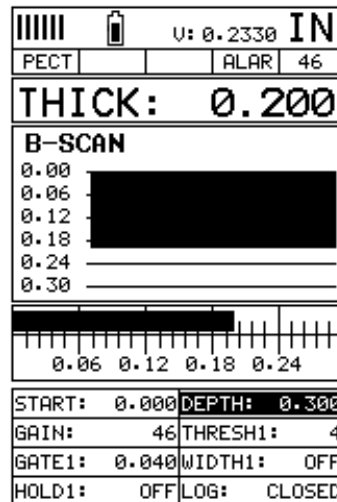 V: 0.2330 IN
PECT ALAR 46
THICK: 0.200
B-SCAN
0.00
0.06
0.12
0.18
0.24
0.30
0.06 0.12 0.18 0.24
START: 0.000 DEPTH: 0.300
GAIN: 46 THRESH1: 4
GATE1: 0.040 WIDTH1: OFF
HOLD1: OFF LOG: CLOSED